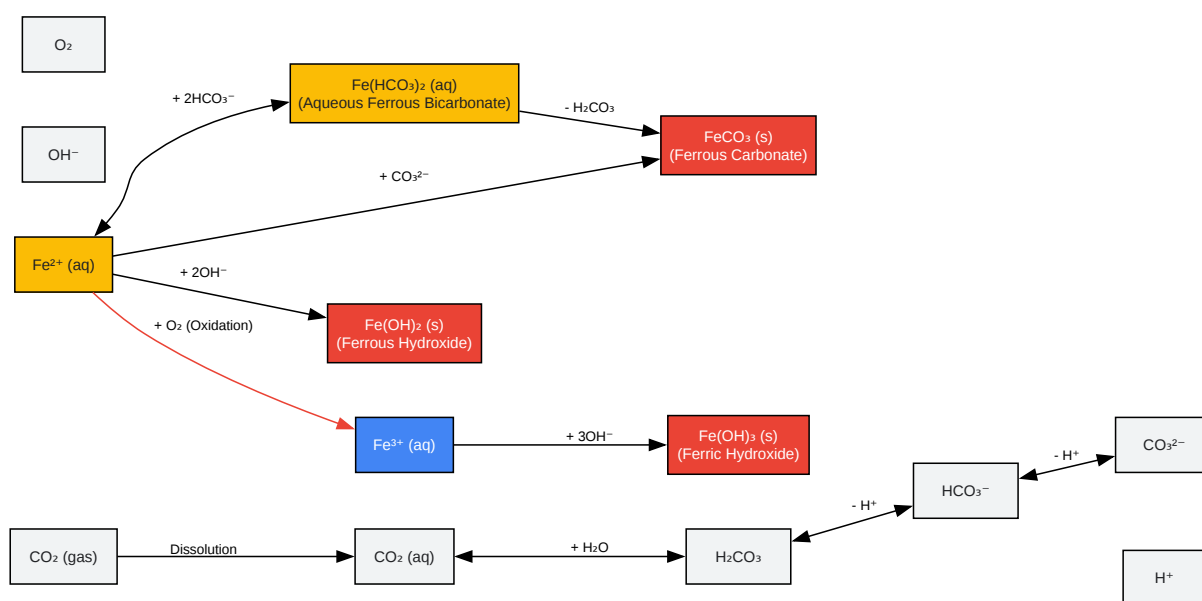 O₂
Fe(HCO₃)₂ (aq)
(Aqueous Ferrous Bicarbonate)
+ 2HCO₃⁻
- H₂CO₃
FeCO₃ (s)
(Ferrous Carbonate)
OH⁻
+ CO₃²⁻
Fe²⁺ (aq)
+ 2OH⁻
Fe(OH)₂ (s)
(Ferrous Hydroxide)
+ O₂ (Oxidation)
Fe³⁺ (aq)
+ 3OH⁻
Fe(OH)₃ (s)
(Ferric Hydroxide)
CO₃²⁻
- H⁺
HCO₃⁻
- H⁺
CO₂ (gas)
Dissolution
CO₂ (aq)
+ H₂O
H₂CO₃
H⁺